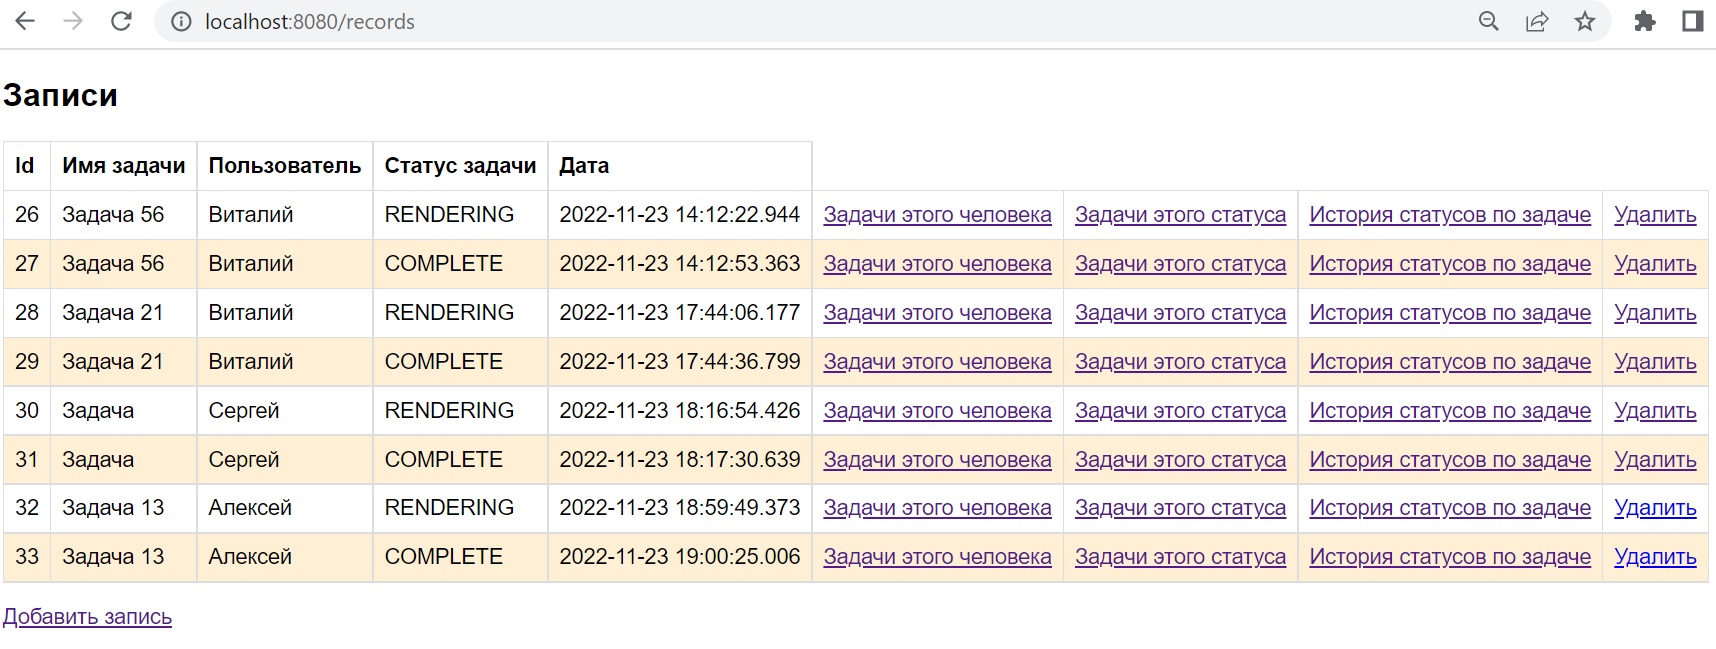 localhost:8080/records
Записи
Id Имя задачи Пользователь Статус задачи Дата
26 Задача 56 Виталий RENDERING 2022-11-23 14:12:22.944 Задачи этого человека Задачи этого статуса История статусов по задаче Удалить
27 Задача 56 Виталий COMPLETE 2022-11-23 14:12:53.363 Задачи этого человека Задачи этого статуса История статусов по задаче Удалить
28 Задача 21 Виталий RENDERING 2022-11-23 17:44:06.177 Задачи этого человека Задачи этого статуса История статусов по задаче Удалить
29 Задача 21 Виталий COMPLETE 2022-11-23 17:44:36.799 Задачи этого человека Задачи этого статуса История статусов по задаче Удалить
30 Задача Сергей RENDERING 2022-11-23 18:16:54.426 Задачи этого человека Задачи этого статуса История статусов по задаче Удалить
31 Задача Сергей COMPLETE 2022-11-23 18:17:30.639 Задачи этого человека Задачи этого статуса История статусов по задаче Удалить
32 Задача 13 Алексей RENDERING 2022-11-23 18:59:49.373 Задачи этого человека Задачи этого статуса История статусов по задаче Удалить
33 Задача 13 Алексей COMPLETE 2022-11-23 19:00:25.006 Задачи этого человека Задачи этого статуса История статусов по задаче Удалить
Добавить запись